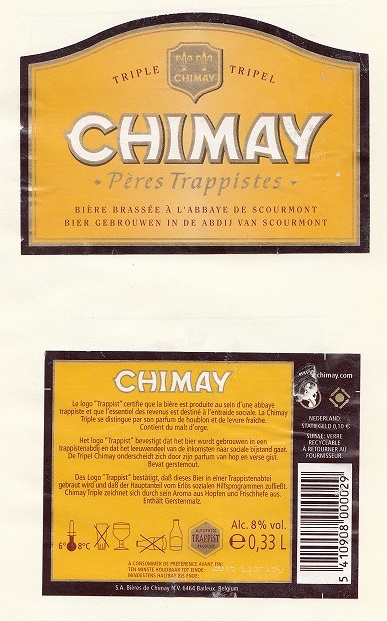 TRIPLE CHIMAY TRIPEL
CHIMAY
Pères Trappistes
BIÈRE BRASSÉE À L'ABBAYE DE SCOURMONT
BIER GEBROUWEN IN DE ABDIJ VAN SCOURMONT
CHIMAY
Le logo "Trappist" certifie que la bière est produite au sein d'une abbaye
trappiste et que l'essentiel des revenus est destiné à l'entraide sociale. La Chimay
Triple se distingue par son parfum de houblon et de levure fraîche.
Contient du malt d'orge.
Het logo "Trappist" bevestigt dat het bier wordt gebrouwen in een
trappistenabdij en dat het leeuwendeel van de inkomsten naar sociale bijstand gaat.
De Tripel Chimay onderscheidt zich door zijn parfum van hop en verse gist.
Bevat gerstemout.
Das Logo "Trappist" bestätigt, daß dieses Bier in einer Trappistenabtei
gebraut wird und daß der Hauptanteil vom Erlös sozialen Hilfsprogrammen zufließt.
Chimay Triple zeichnet sich durch sein Aroma aus Hopfen und Frischhefe aus.
Enthält Gerstenmalz.
6° 8°C
AUTHENTIC
TRAPPIST
PRODUCT
Alc. 8% vol.
e 0,33 L
À CONSOMMER DE PRÉFÉRENCE AVANT FIN:
TEN MINSTE HOUDBAAR TOT EINDE:
MINDESTENS HALTBAR BIS ENDE:
S.A. Bières de Chimay N.V. 6464 Baileux, Belgium
chimay.com
NEDERLAND:
STATIEGELD 0,10 €
SUISSE: VERRE
RECYCLABLE
À RETOURNER AU
FOURNISSEUR
5 410908 000029